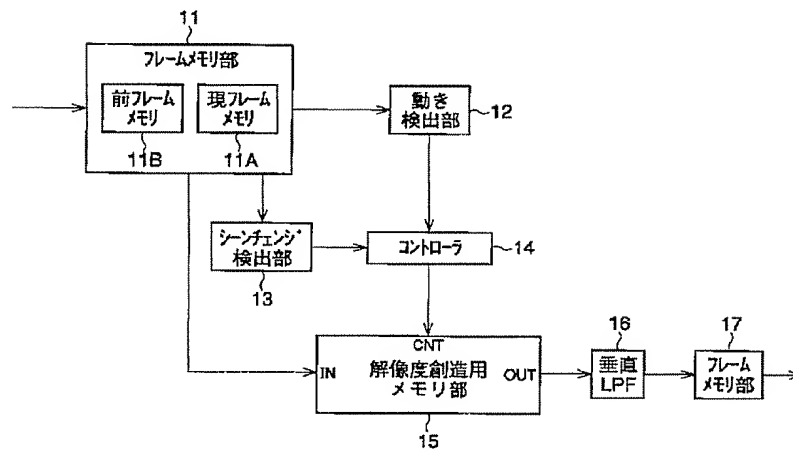 11
フレームメモリ部
前フレーム
メモリ
現フレーム
メモリ
11B
11A
動き
検出部
12
シーンチェンジ
検出部
13
コントローラ
14
CNT
IN
解像度創造用
メモリ部
OUT
15
16
垂直
LPF
17
フレーム
メモリ部